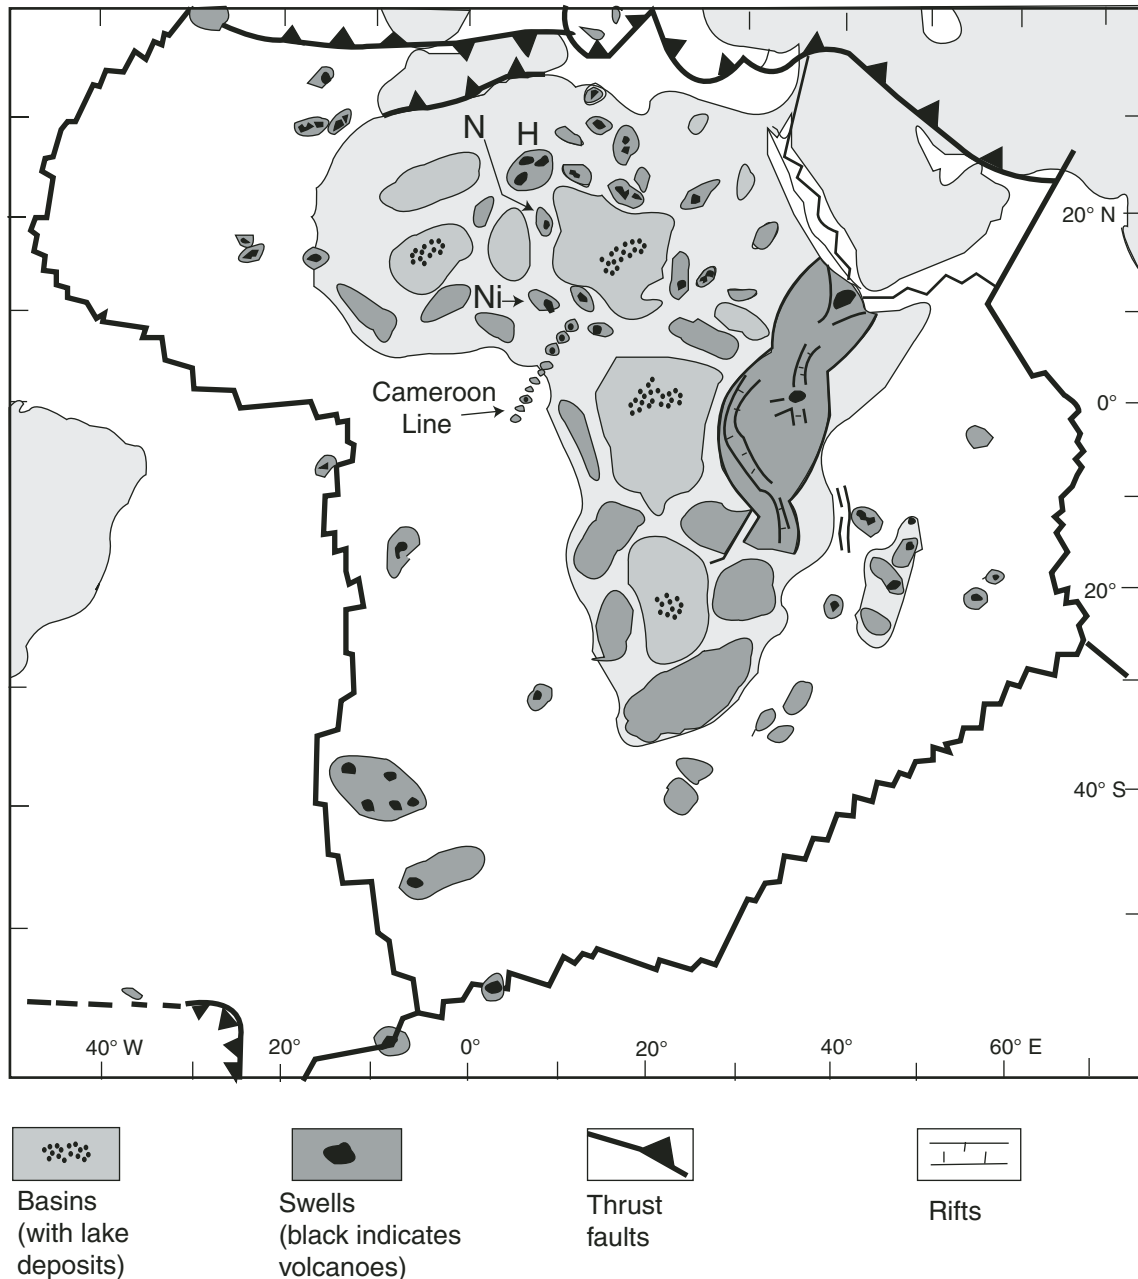 N
H
20° N
Ni
Cameroon
Line
0°
20°
40° S
40° W
20°
0°
20°
40°
60° E
Basins
(with lake
deposits)
Swells
(black indicates
volcanoes)
Thrust
faults
Rifts